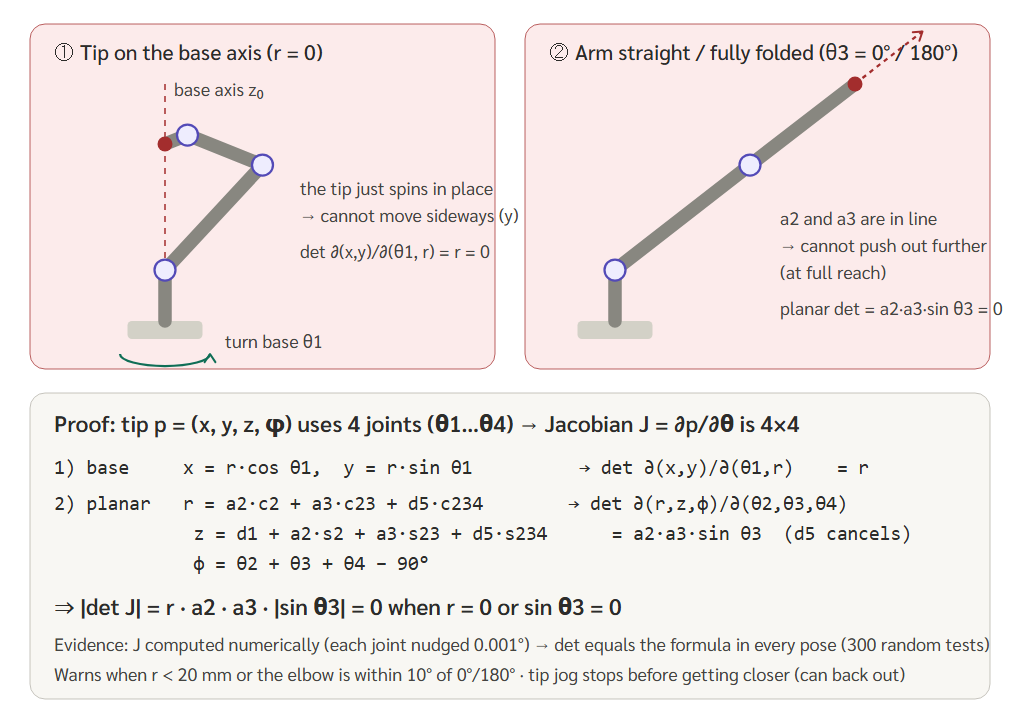 ① Tip on the base axis (r = 0)
base axis z₀
the tip just spins in place
→ cannot move sideways (y)
det ∂(x,y)/∂(θ1, r) = r = 0
turn base θ1
② Arm straight / fully folded (θ3 = 0° / 180°)
a2 and a3 are in line
→ cannot push out further
(at full reach)
planar det = a2·a3·sin θ3 = 0
Proof: tip p = (x, y, z, φ) uses 4 joints (θ1…θ4) → Jacobian J = ∂p/∂θ is 4×4
1) base x = r·cos θ1, y = r·sin θ1 → det ∂(x,y)/∂(θ1,r) = r
2) planar r = a2·c2 + a3·c23 + d5·c234 → det ∂(r,z,ϕ)/∂(θ2,θ3,θ4)
z = d1 + a2·s2 + a3·s23 + d5·s234 = a2·a3·sin θ3 (d5 cancels)
ϕ = θ2 + θ3 + θ4 − 90°
⇒ |det J| = r · a2 · a3 · |sin θ3| = 0 when r = 0 or sin θ3 = 0
Evidence: J computed numerically (each joint nudged 0.001°) → det equals the formula in every pose (300 random tests)
Warns when r < 20 mm or the elbow is within 10° of 0°/180° · tip jog stops before getting closer (can back out)